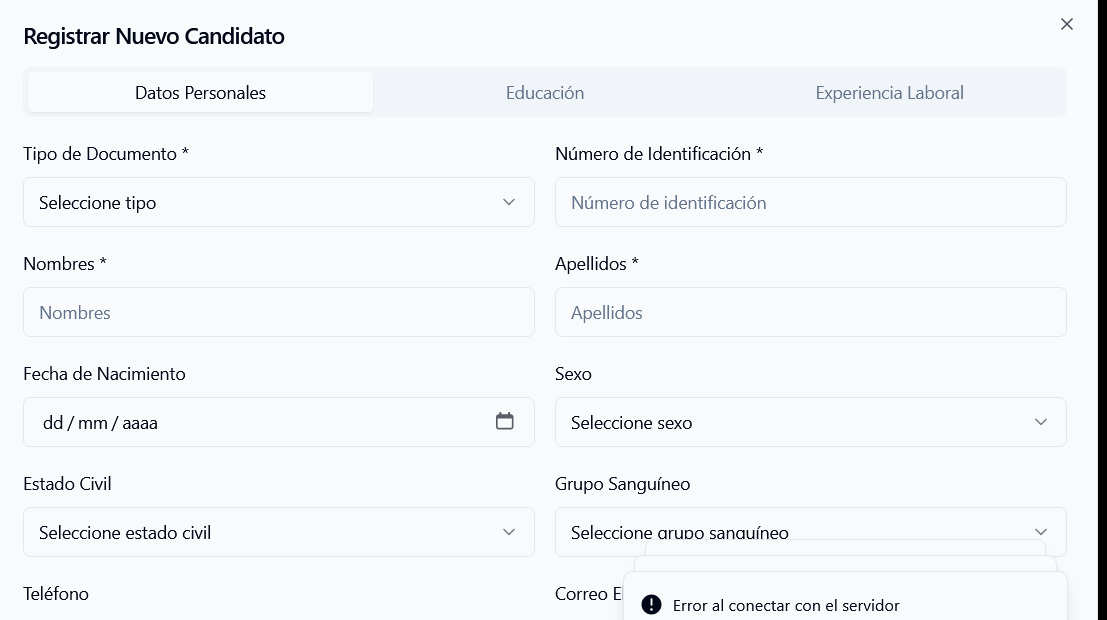 Registrar Nuevo Candidato
Datos Personales Educación Experiencia Laboral
Tipo de Documento * Número de Identificación *
Seleccione tipo Número de identificación
Nombres * Apellidos *
Nombres Apellidos
Fecha de Nacimiento Sexo
dd / mm / aaaa Seleccione sexo
Estado Civil Grupo Sanguíneo
Seleccione estado civil Seleccione grupo sanguíneo
Teléfono Correo E
Error al conectar con el servidor